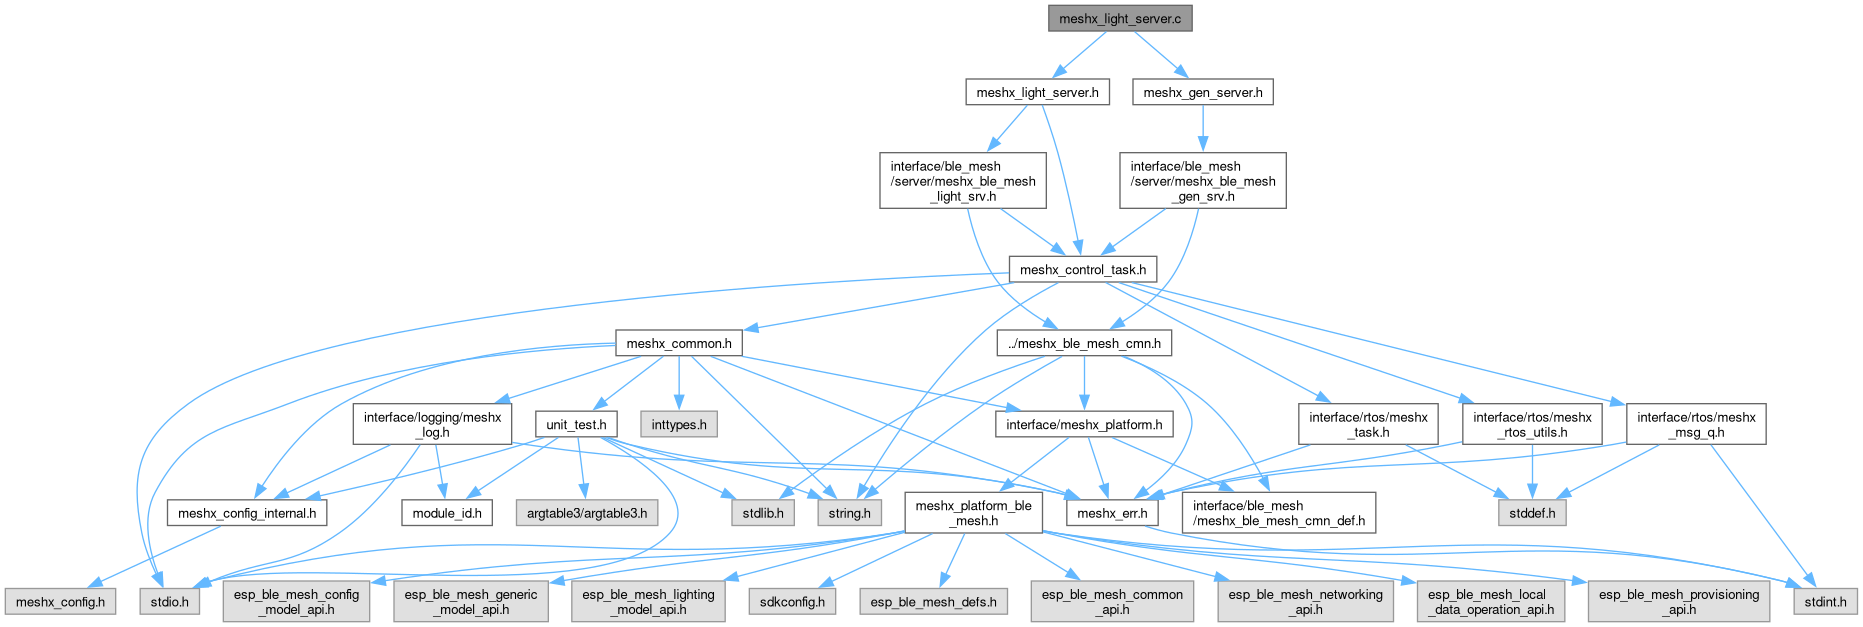 meshx_light_server.c
meshx_light_server.h
meshx_gen_server.h
interface/ble_mesh
/server/meshx_ble_mesh
_light_srv.h
interface/ble_mesh
/server/meshx_ble_mesh
_gen_srv.h
meshx_control_task.h
meshx_common.h
../meshx_ble_mesh_cmn.h
interface/logging/meshx
_log.h
unit_test.h
inttypes.h
interface/meshx_platform.h
interface/rtos/meshx
_task.h
interface/rtos/meshx
_rtos_utils.h
interface/rtos/meshx
_msg_q.h
meshx_config_internal.h
module_id.h
argtable3/argtable3.h
stdlib.h
string.h
meshx_platform_ble
_mesh.h
meshx_err.h
interface/ble_mesh
/meshx_ble_mesh_cmn_def.h
stddef.h
meshx_config.h
stdio.h
esp_ble_mesh_config
_model_api.h
esp_ble_mesh_generic
_model_api.h
esp_ble_mesh_lighting
_model_api.h
sdkconfig.h
esp_ble_mesh_defs.h
esp_ble_mesh_common
_api.h
esp_ble_mesh_networking
_api.h
esp_ble_mesh_local
_data_operation_api.h
esp_ble_mesh_provisioning
_api.h
stdint.h